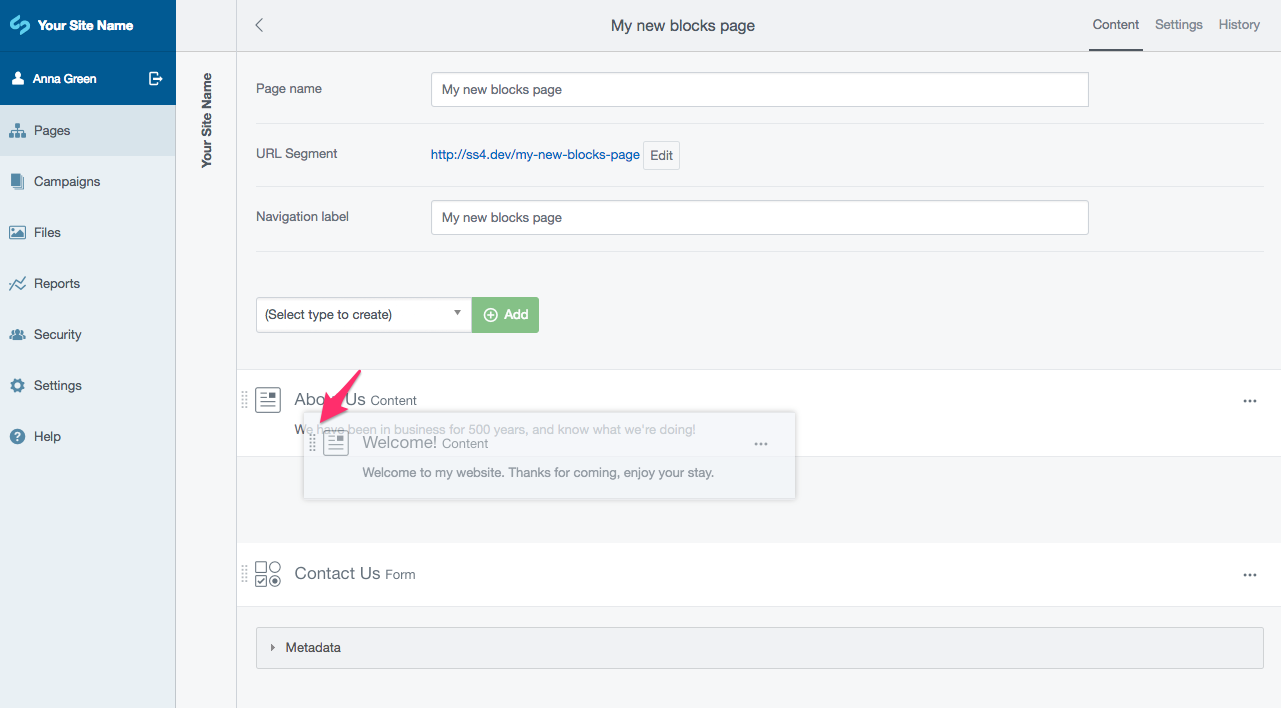 Your Site Name
Anna Green
Pages
Campaigns
Files
Reports
Security
Settings
Help
Your Site Name
My new blocks page
Content Settings History
Page name My new blocks page
URL Segment http://ss4.dev/my-new-blocks-page Edit
Navigation label My new blocks page
(Select type to create) Add
About Us Content
We have been in business for 500 years, and know what we're doing!
Welcome! Content
Welcome to my website. Thanks for coming, enjoy your stay.
Contact Us Form
Metadata